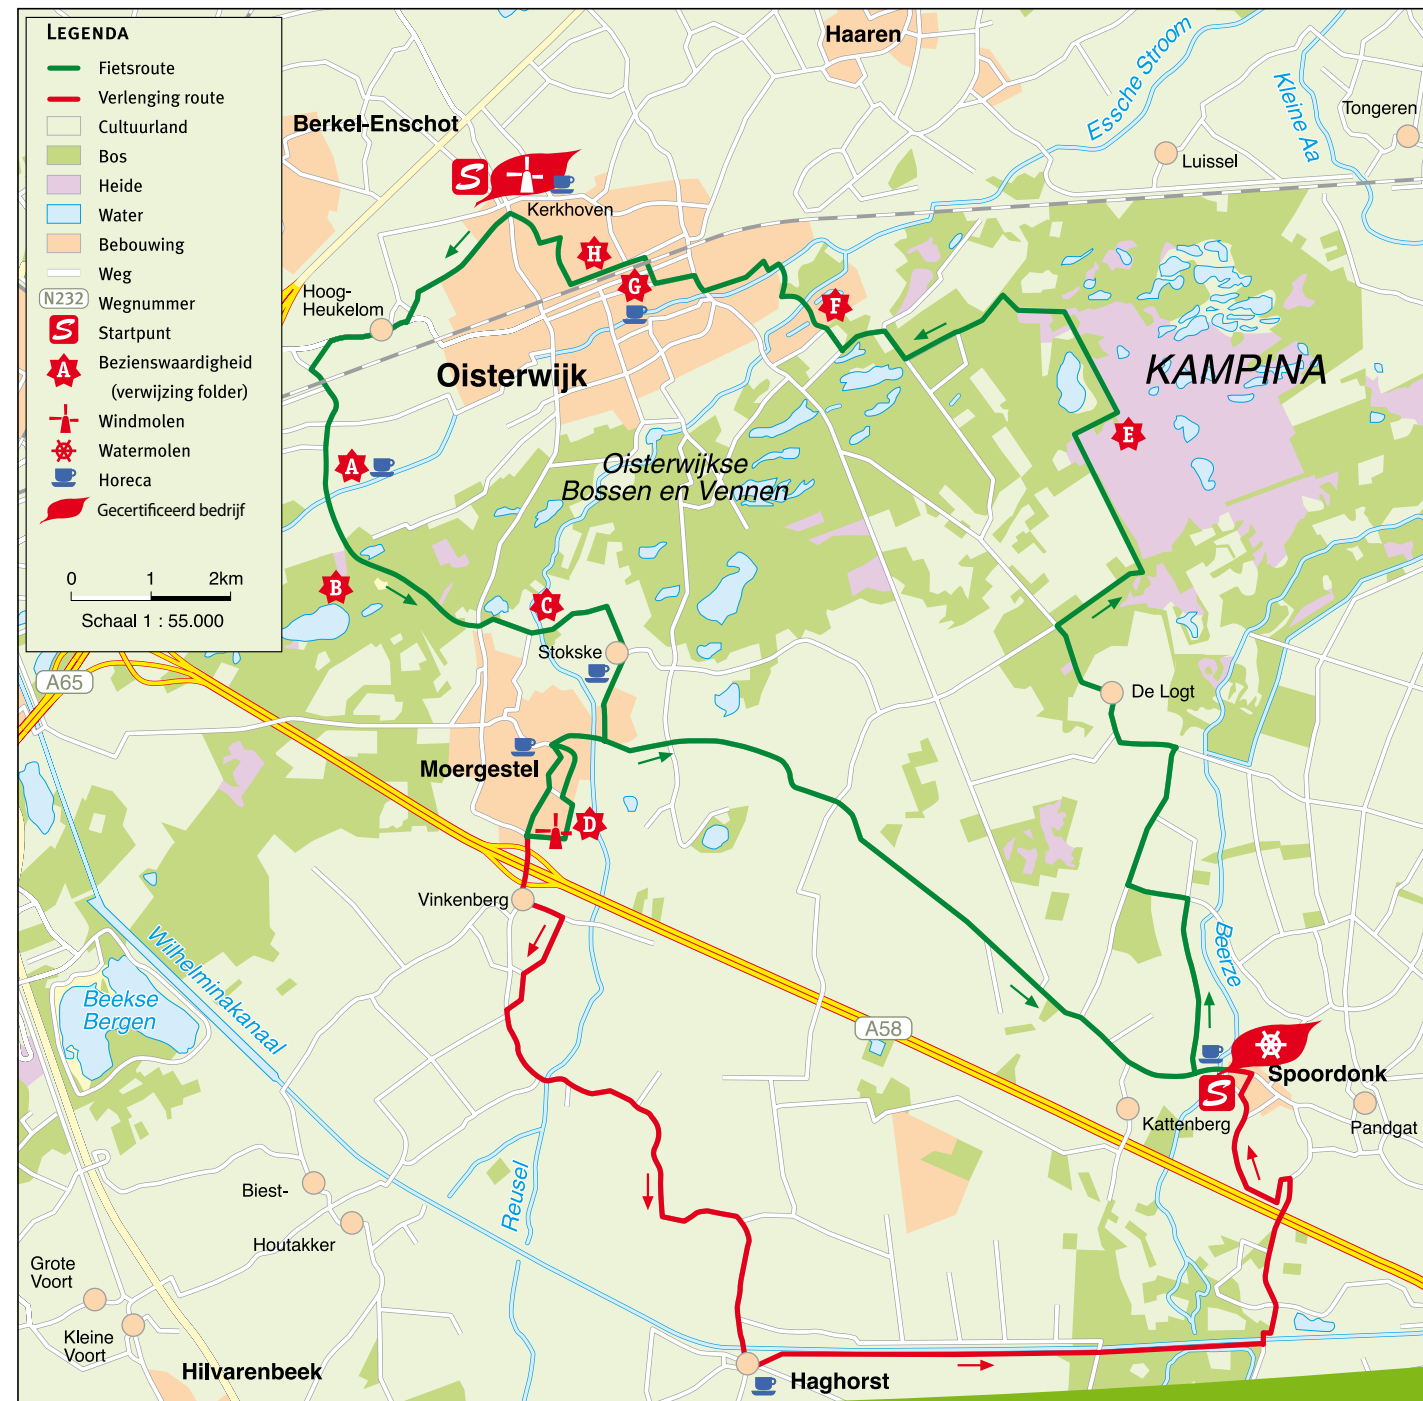 LEGENDA
Fietsroute
Verlenging route
Cultuurland
Bos
Heide
Water
Bebouwing
Weg
N232 Wegnummer
S Startpunt
A Bezienswaardigheid
(verwijzing folder)
Windmolen
Watermolen
Horeca
Gecertificeerd bedrijf
0 1 2km
Schaal 1 : 55.000
Haaren
Essche Stroom
Kleine Aa
Tongeren
Berkel-Enschot
Luissel
S
Kerkhoven
H
G
Hoog-
Heukelom
F
Oisterwijk
KAMPINA
E
A
Oisterwijkse
Bossen en Vennen
B
C
Stokske
A65
De Logt
Moergestel
D
Vinkenberg
Wilhelminakanaal
Beekse
Bergen
Beerze
A58
Spoordonk
S
Kattenberg
Pandgat
Biest-
Houtakker
Reusel
Grote
Voort
Kleine
Voort
Hilvarenbeek
Haghorst